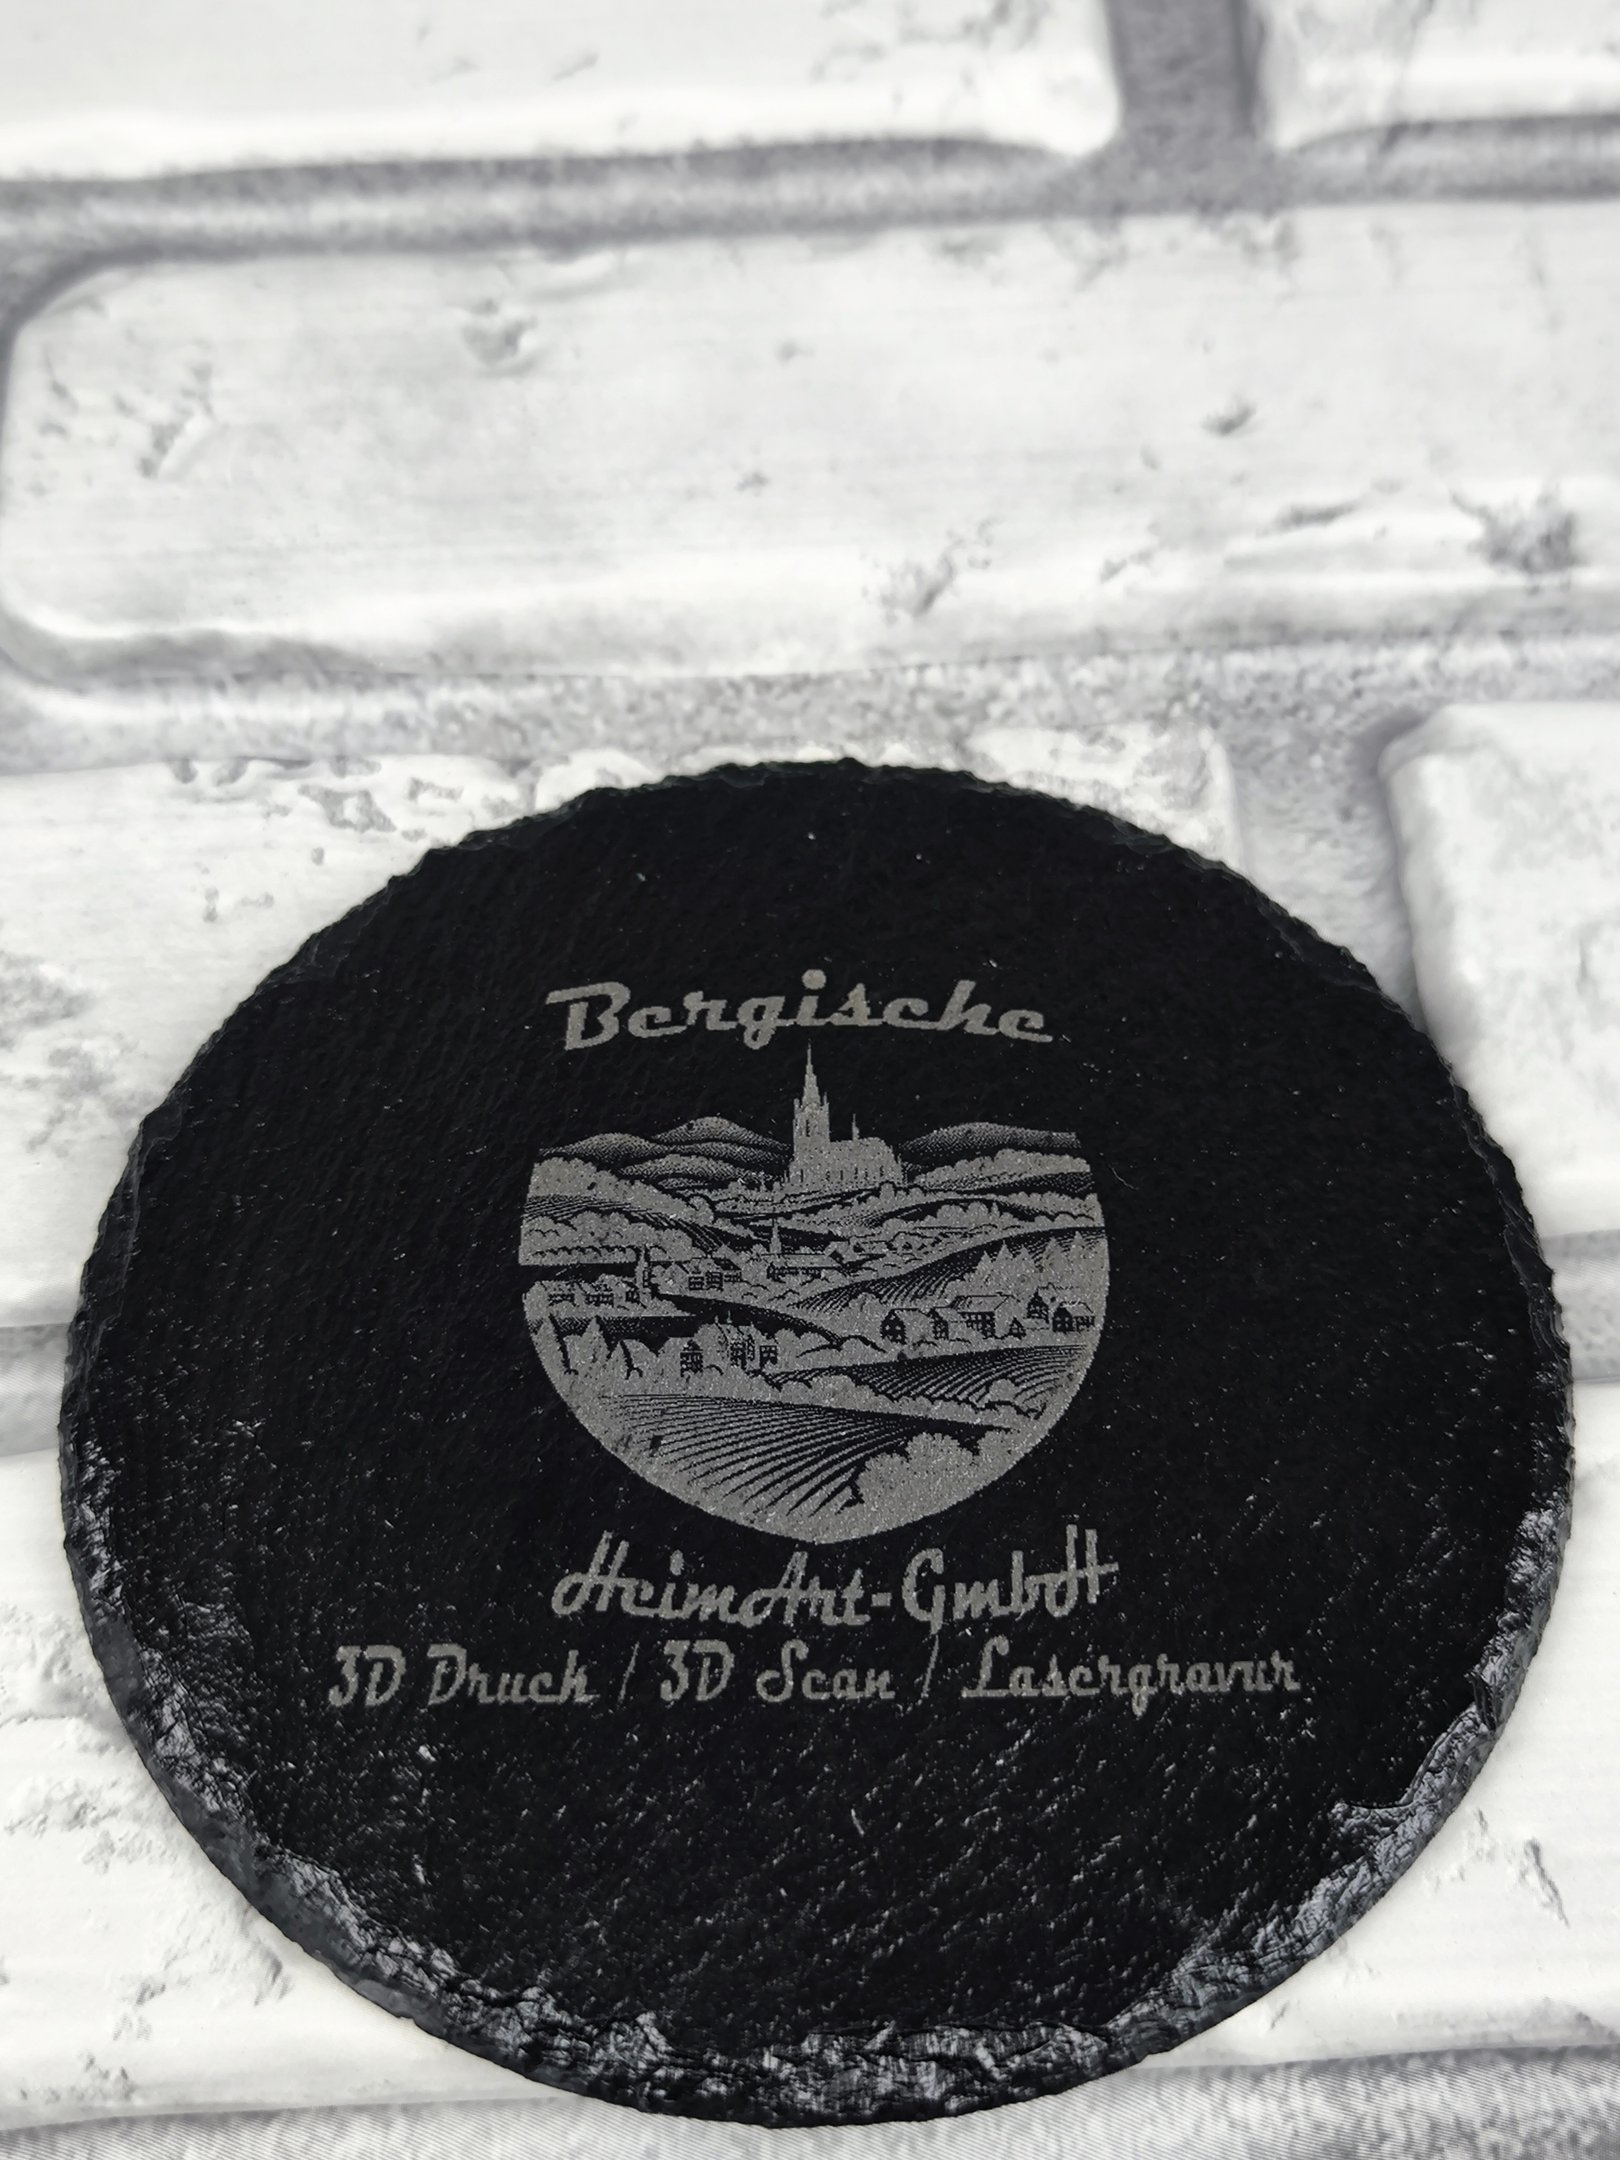 Bergische
HeimArt-GmbH
3D Druck / 3D Scan / Lasergravur